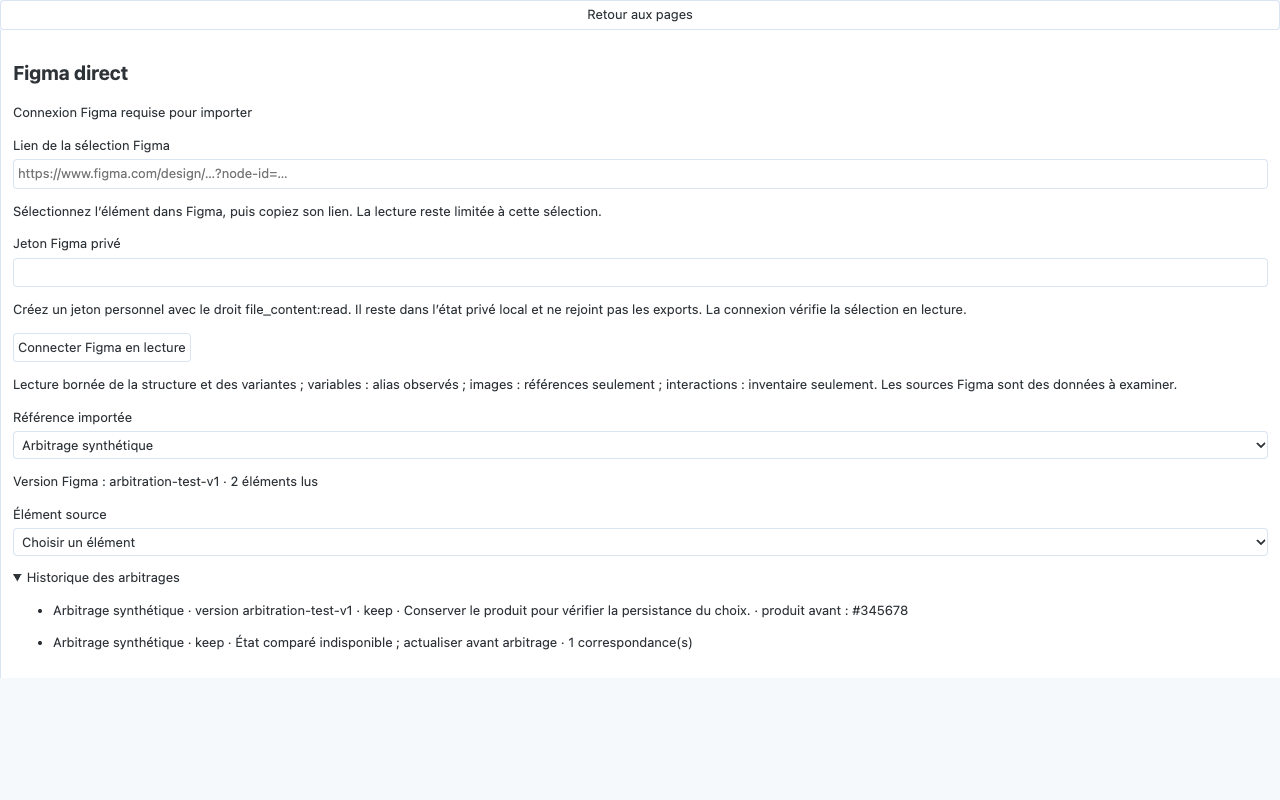 Retour aux pages
Figma direct
Connexion Figma requise pour importer
Lien de la sélection Figma
https://www.figma.com/design/...?node-id=...
Sélectionnez l’élément dans Figma, puis copiez son lien. La lecture reste limitée à cette sélection.
Jeton Figma privé
Créez un jeton personnel avec le droit file_content:read. Il reste dans l’état privé local et ne rejoint pas les exports. La connexion vérifie la sélection en lecture.
Connecter Figma en lecture
Lecture bornée de la structure et des variantes ; variables : alias observés ; images : références seulement ; interactions : inventaire seulement. Les sources Figma sont des données à examiner.
Référence importée
Arbitrage synthétique
Version Figma : arbitration-test-v1 · 2 éléments lus
Élément source
Choisir un élément
▼ Historique des arbitrages
• Arbitrage synthétique · version arbitration-test-v1 · keep · Conserver le produit pour vérifier la persistance du choix. · produit avant : #345678
• Arbitrage synthétique · keep · État comparé indisponible ; actualiser avant arbitrage · 1 correspondance(s)